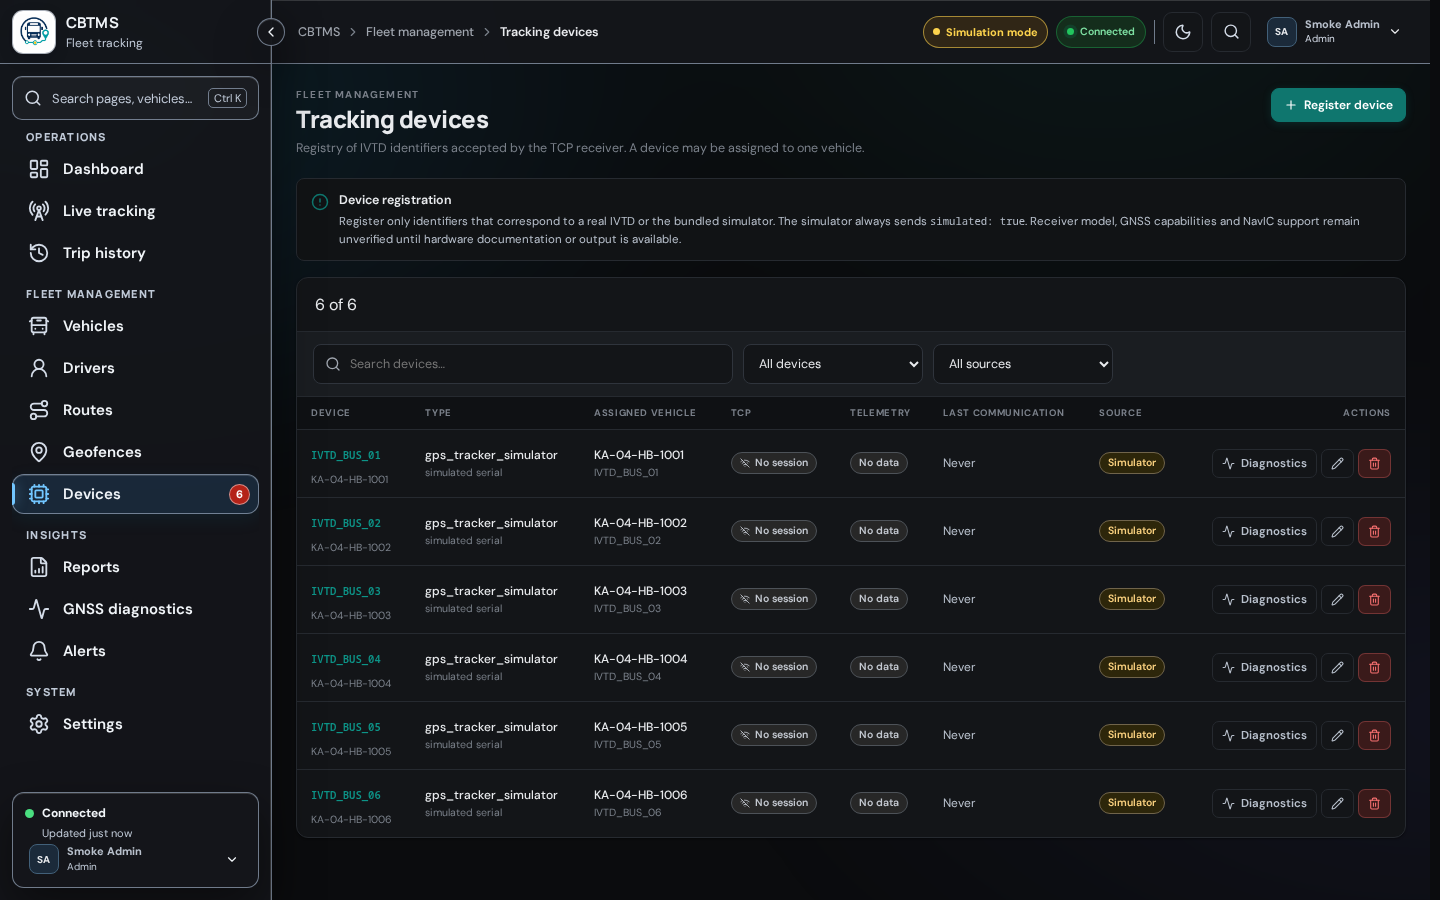 CBTMS
Fleet tracking
Search pages, vehicles... Ctrl K
OPERATIONS
Dashboard
Live tracking
Trip history
FLEET MANAGEMENT
Vehicles
Drivers
Routes
Geofences
Devices 6
INSIGHTS
Reports
GNSS diagnostics
Alerts
SYSTEM
Settings
Connected
Updated just now
SA Smoke Admin
Admin
CBTMS > Fleet management > Tracking devices
Simulation mode
Connected
SA Smoke Admin
Admin
FLEET MANAGEMENT
Tracking devices
Registry of IVTD identifiers accepted by the TCP receiver. A device may be assigned to one vehicle.
+ Register device
Device registration
Register only identifiers that correspond to a real IVTD or the bundled simulator. The simulator always sends simulated: true. Receiver model, GNSS capabilities and NavIC support remain
unverified until hardware documentation or output is available.
6 of 6
Search devices... All devices All sources
DEVICE TYPE ASSIGNED VEHICLE TCP TELEMETRY LAST COMMUNICATION SOURCE ACTIONS
IVTD_BUS_01 gps_tracker_simulator KA-04-HB-1001 No session No data Never Simulator Diagnostics
KA-04-HB-1001 simulated serial IVTD_BUS_01
IVTD_BUS_02 gps_tracker_simulator KA-04-HB-1002 No session No data Never Simulator Diagnostics
KA-04-HB-1002 simulated serial IVTD_BUS_02
IVTD_BUS_03 gps_tracker_simulator KA-04-HB-1003 No session No data Never Simulator Diagnostics
KA-04-HB-1003 simulated serial IVTD_BUS_03
IVTD_BUS_04 gps_tracker_simulator KA-04-HB-1004 No session No data Never Simulator Diagnostics
KA-04-HB-1004 simulated serial IVTD_BUS_04
IVTD_BUS_05 gps_tracker_simulator KA-04-HB-1005 No session No data Never Simulator Diagnostics
KA-04-HB-1005 simulated serial IVTD_BUS_05
IVTD_BUS_06 gps_tracker_simulator KA-04-HB-1006 No session No data Never Simulator Diagnostics
KA-04-HB-1006 simulated serial IVTD_BUS_06